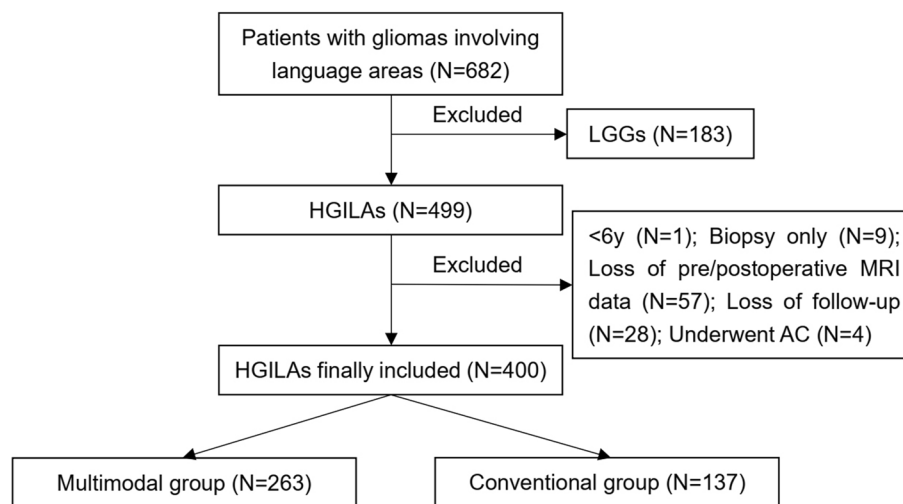 Patients with gliomas involving
language areas (N=682)
Excluded
LGGs (N=183)
HGILAs (N=499)
<6y (N=1); Biopsy only (N=9);
Loss of pre/postoperative MRI
data (N=57); Loss of follow-up
(N=28); Underwent AC (N=4)
Excluded
HGILAs finally included (N=400)
Multimodal group (N=263)
Conventional group (N=137)